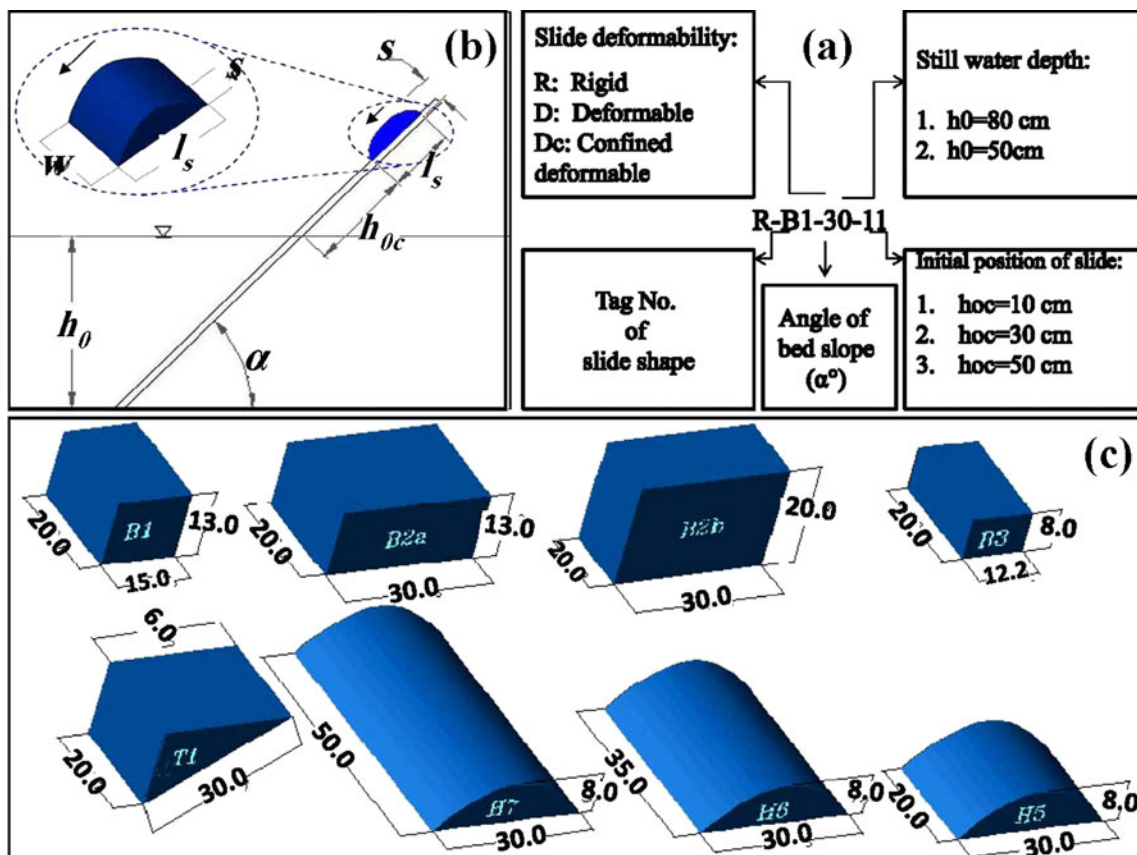 (b)
s
s
w
l_s
l_s
h_0c
h_0
α
(a)
Slide deformability:
R: Rigid
D: Deformable
Dc: Confined
deformable
Still water depth:
1. h0=80 cm
2. h0=50cm
R-B1-30-11
Tag No.
of
slide shape
Angle of
bed slope
(α°)
Initial position of slide:
1. hoc=10 cm
2. hoc=30 cm
3. hoc=50 cm
(c)
20.0
B1
13.0
15.0
20.0
B2a
13.0
30.0
20.0
B2b
20.0
30.0
20.0
B3
8.0
12.2
6.0
20.0
T1
30.0
50.0
H7
8.0
30.0
35.0
H6
8.0
30.0
20.0
H5
8.0
30.0